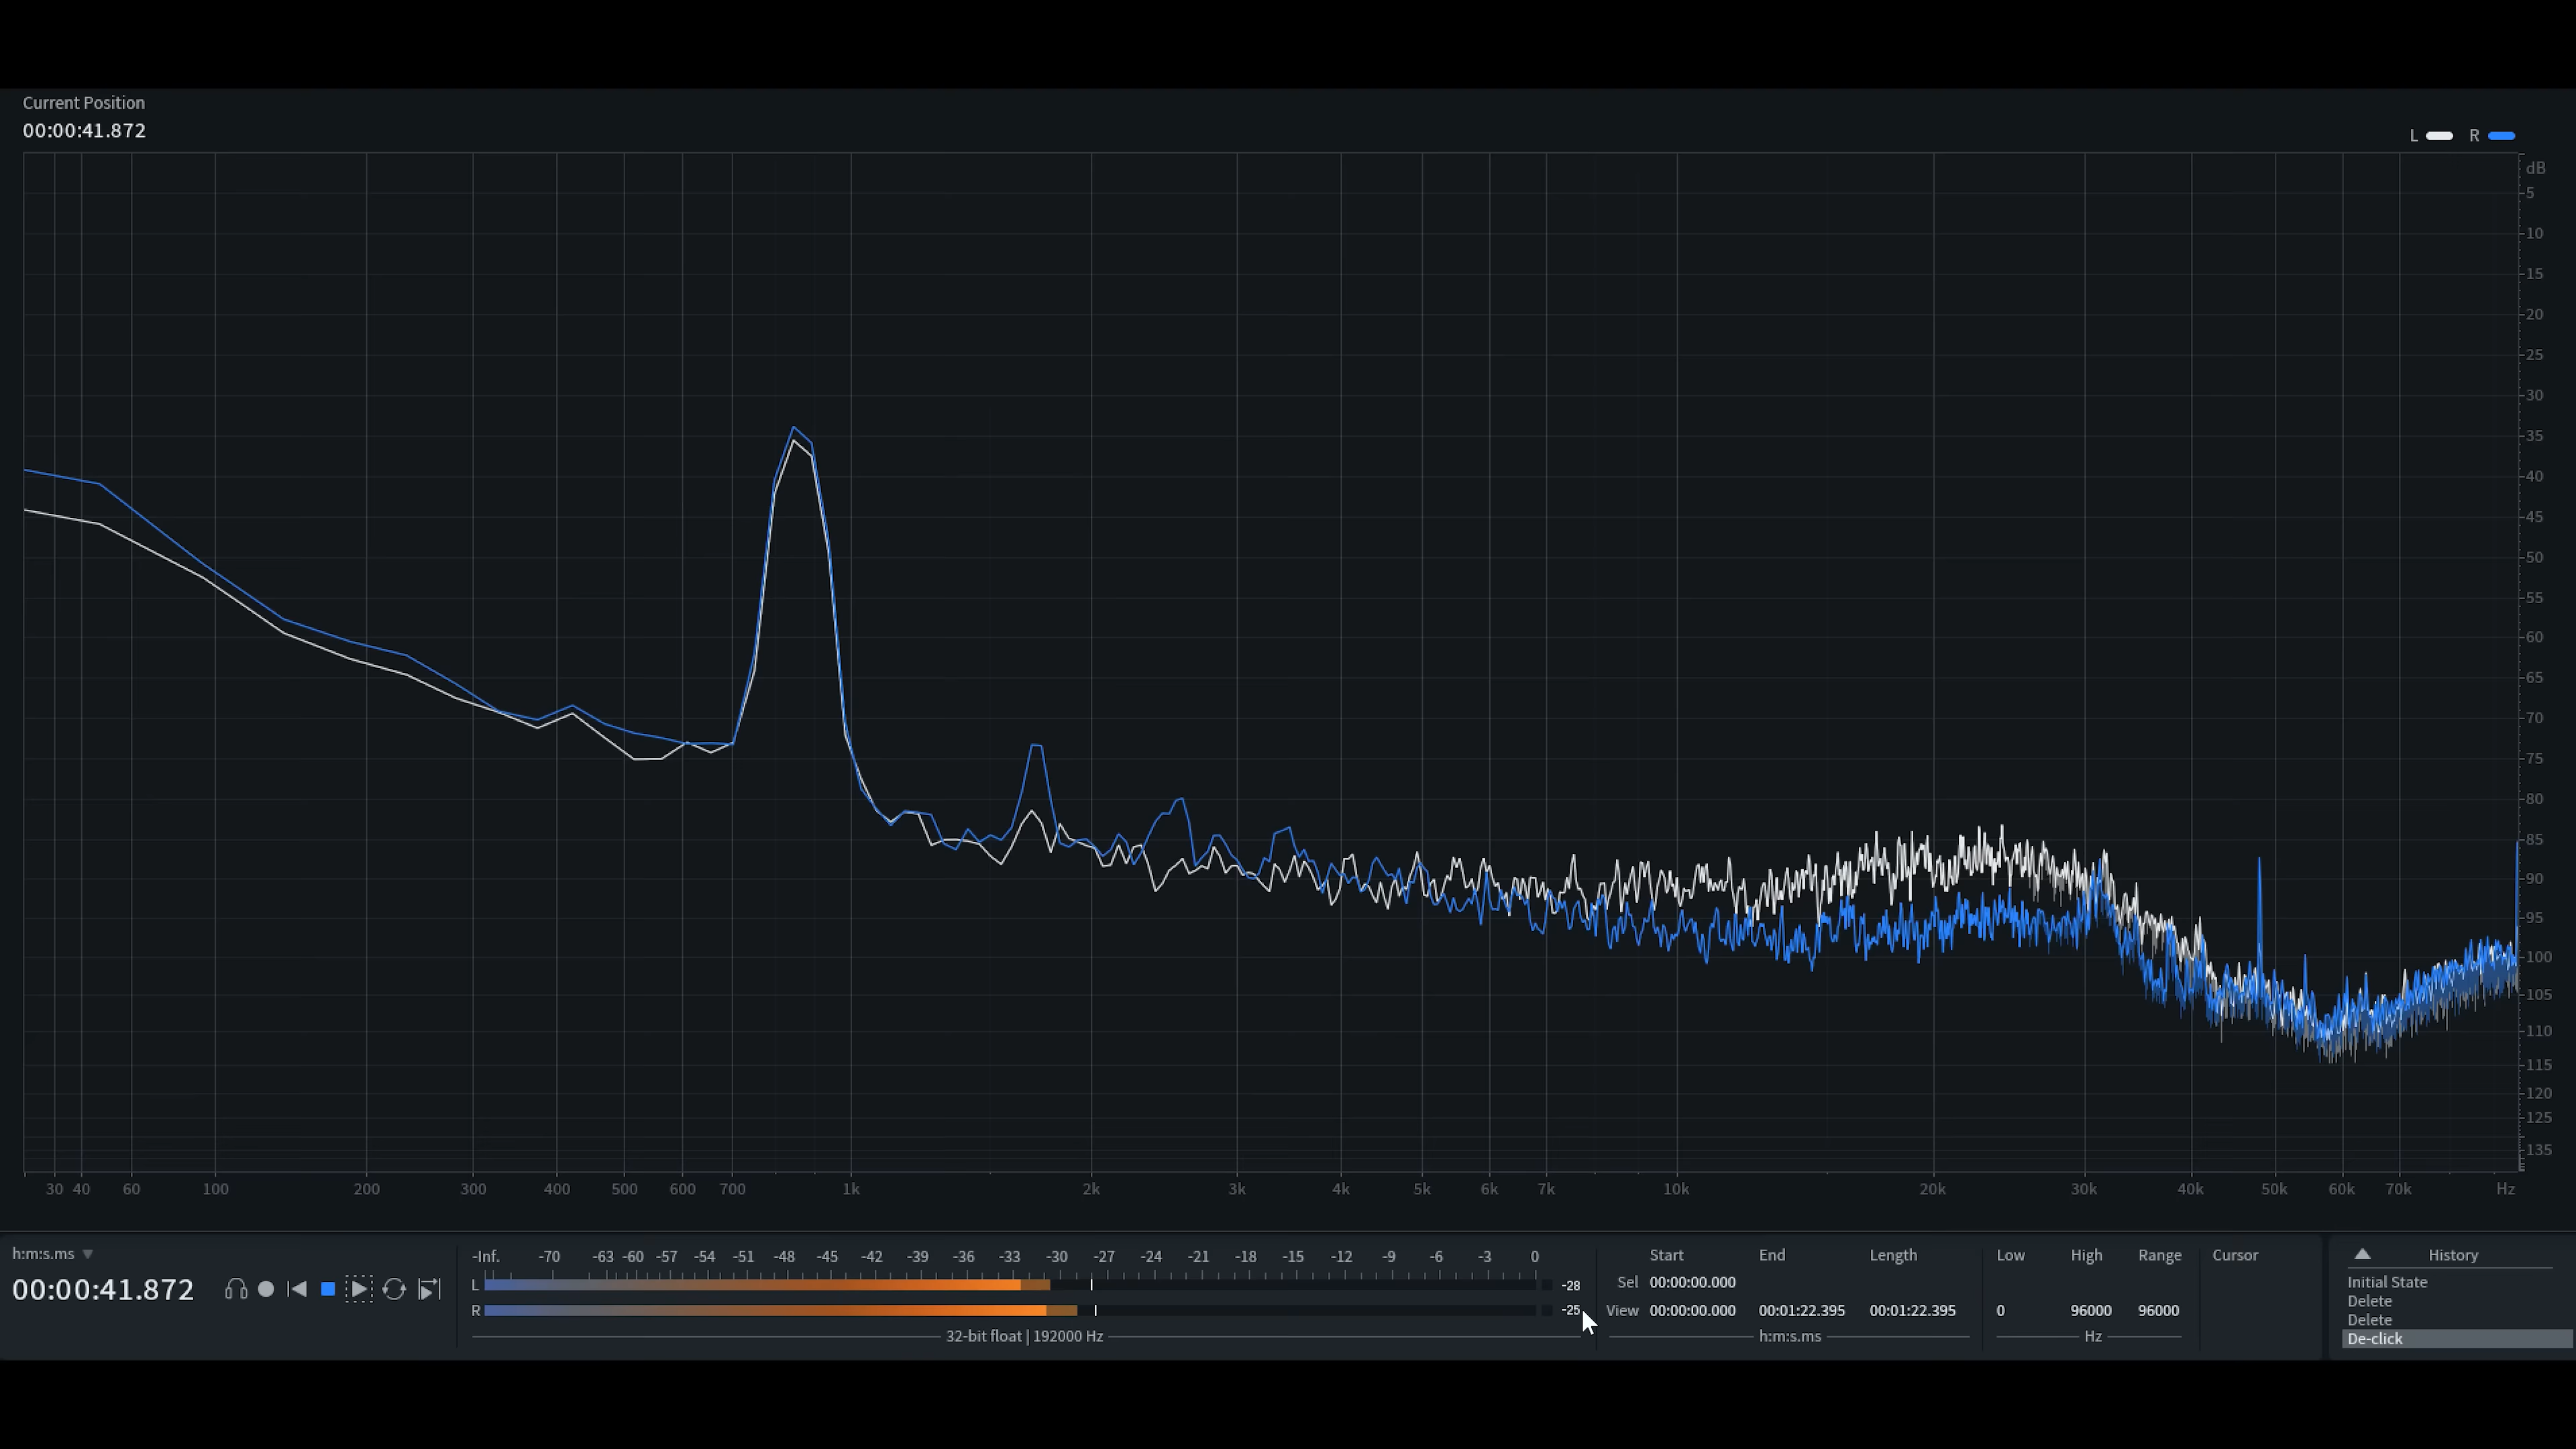 Current Position
00:00:41.872
L R
dB
-5
-10
-15
-20
-25
-30
-35
-40
-45
-50
-55
-60
-65
-70
-75
-80
-85
-90
-95
-100
-105
-110
-115
-120
-125
-135
30 40 60 100 200 300 400 500 600 700 1k 2k 3k 4k 5k 6k 7k 10k 20k 30k 40k 50k 60k 70k Hz
h:m:s.ms
00:00:41.872
-Inf. -70 -63 -60 -57 -54 -51 -48 -45 -42 -39 -36 -33 -30 -27 -24 -21 -18 -15 -12 -9 -6 -3 0
L -28
R -25
32-bit float | 192000 Hz
Start End Length Low High Range Cursor
Sel 00:00:00.000
View 00:00:00.000 00:01:22.395 00:01:22.395 0 96000 96000
h:m:s.ms Hz
History
Initial State
Delete
Delete
De-click